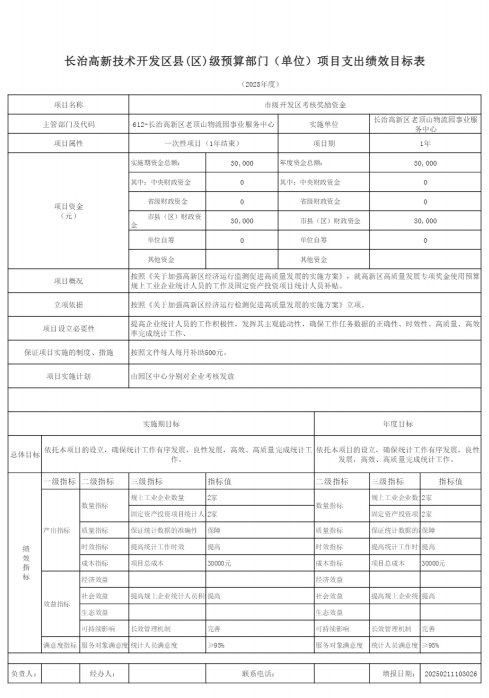 长治高新技术开发区县(区)级预算部门（单位）项目支出绩效目标表
（2025年度）
项目名称 市级开发区考核奖励资金
主管部门及代码 612-长治高新区老顶山物流园事业服务中心 实施单位 长治高新区老顶山物流园事业服务中心
项目属性 一次性项目（1年结束） 项目期 1年
项目资金（元） 实施期资金总额： 30,000 年度资金总额： 30,000
其中：中央财政资金 0 其中：中央财政资金 0
省级财政资金 0 省级财政资金 0
市县（区）财政资金 30,000 市县（区）财政资金 30,000
单位自筹 0 单位自筹 0
其他资金 其他资金
项目概况 按照《关于加强高新区经济运行监测促进高质量发展的实施方案》，就高新区高质量发展专项奖金使用预算
规上工业企业统计人员的工作及固定资产投资项目统计人员补贴。
立项依据 按照《关于加强高新区经济运行检测促进高质量发展的实施方案》立项。
项目设立必要性 提高企业统计人员的工作积极性，发挥其主观能动性，确保工作任务数据的正确性、时效性、高质量、高效
率完成统计工作、
保证项目实施的制度、措施 按照文件每人每月补助500元。
项目实施计划 由园区中心分别对企业考核发放
实施期目标 年度目标
总体目标 依托本项目的设立，确保统计工作有序发展，良性发展，高效、高质量完成统计工作。 依托本项目的设立，确保统计工作有序发展，良性发展，高效、高质量完成统计工作。
绩效指标 一级指标 二级指标 三级指标 指标值 二级指标 三级指标 指标值
产出指标 数量指标 规上工业企业数量 2家 数量指标 规上工业企业数 2家
固定资产投资项目统计人 2家 固定资产投资项 2家
质量指标 保证统计数据的准确性 保障 质量指标 保证统计数据的 保障
时效指标 提高统计工作时效 提高 时效指标 提高统计工作时 提高
成本指标 项目总成本 30000元 成本指标 项目总成本 30000元
效益指标 经济效益 经济效益
社会效益 提高规上企业统计人员积 提高 社会效益 提高规上企业统 提高
生态效益 生态效益
可持续影响 长效管理机制 完善 可持续影响 长效管理机制 完善
满意度指标 服务对象满意度 统计人员满意度 ≥95% 服务对象满意度 统计人员满意度 ≥95%
负责人： 经办人： 联系电话： 填报日期： 20250211103026